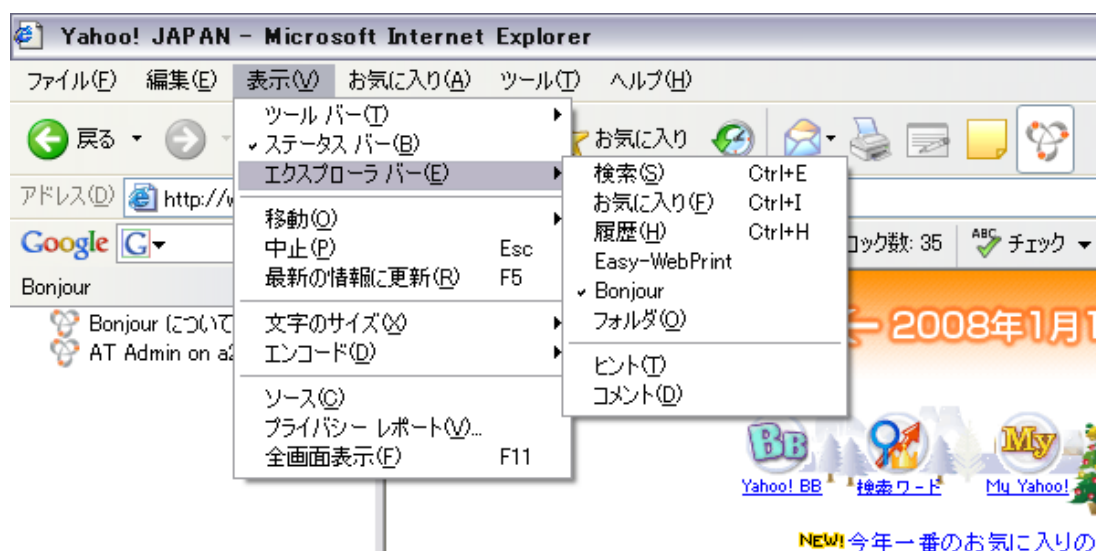 Yahoo! JAPAN - Microsoft Internet Explorer
ファイル(F) 編集(E) 表示(V) お気に入り(A) ツール(T) ヘルプ(H)
戻る お気に入り
アドレス(D) http://
Google G ロック数: 35 ABC チェック
Bonjour
Bonjour について
AT Admin on a
ツール バー(T)
ステータス バー(B)
エクスプローラ バー(E)
移動(O)
中止(P) Esc
最新の情報に更新(R) F5
文字のサイズ(X)
エンコード(D)
ソース(C)
プライバシー レポート(V)...
全画面表示(F) F11
検索(S) Ctrl+E
お気に入り(F) Ctrl+I
履歴(H) Ctrl+H
Easy-WebPrint
Bonjour
フォルダ(O)
ヒント(T)
コメント(D)
2008年1月1
BB My
Yahoo! BB 検索ワード My Yahoo!
NEW! 今年一番のお気に入りの